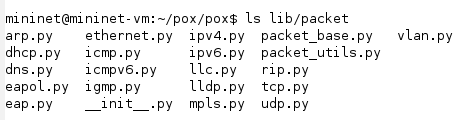 mininet@mininet-vm:~/pox/pox$ ls lib/packet
arp.py    ethernet.py  ipv4.py  packet_base.py   vlan.py
dhcp.py   icmp.py      ipv6.py  packet_utils.py
dns.py    icmpv6.py    llc.py   rip.py
eapol.py  igmp.py      lldp.py  tcp.py
eap.py    __init__.py  mpls.py  udp.py